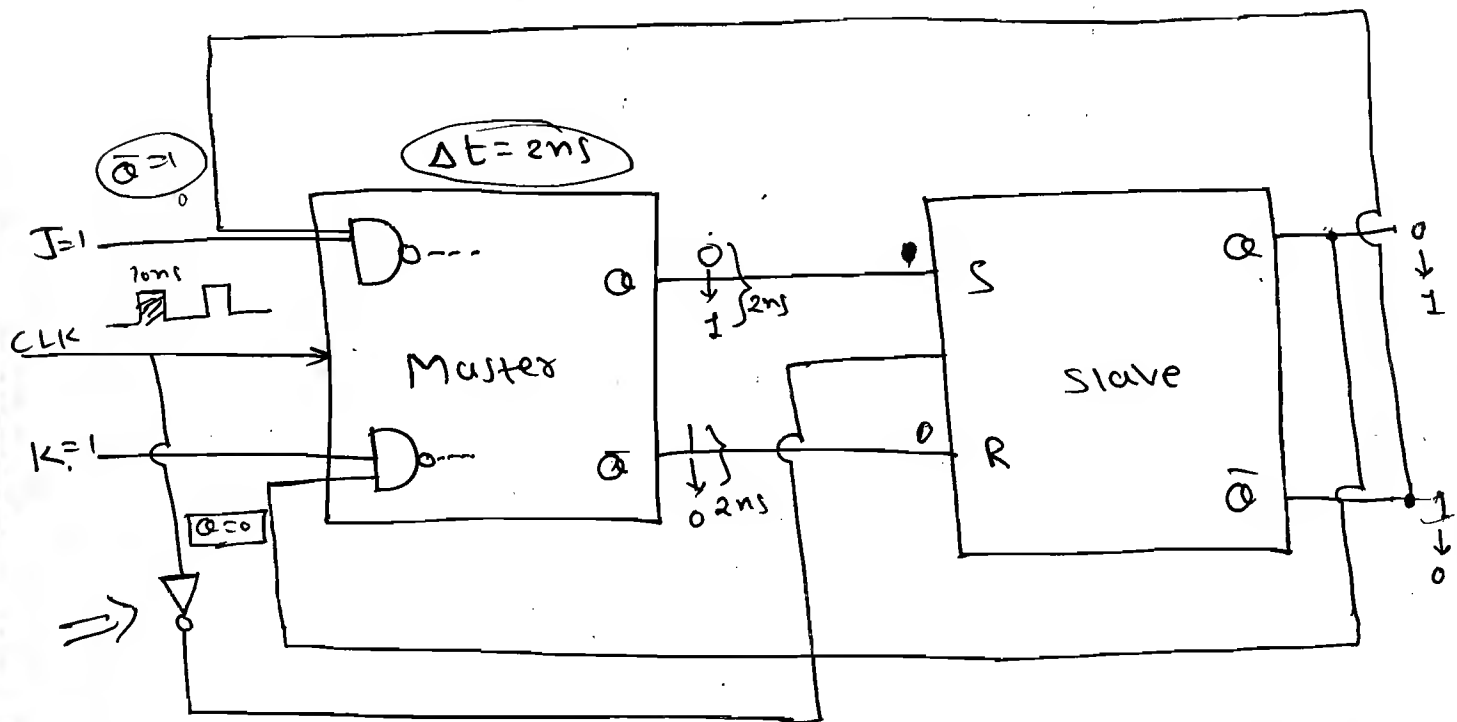 Q̅=1
0
Δt=2ns
J=1
10ns
CLK
K=1
Q=0
Master
Q
Q̅
0
↓
1
}2ns
1
↓
0
}2ns
S
0
R
Slave
Q
Q̅
0
↓
1
1
↓
0